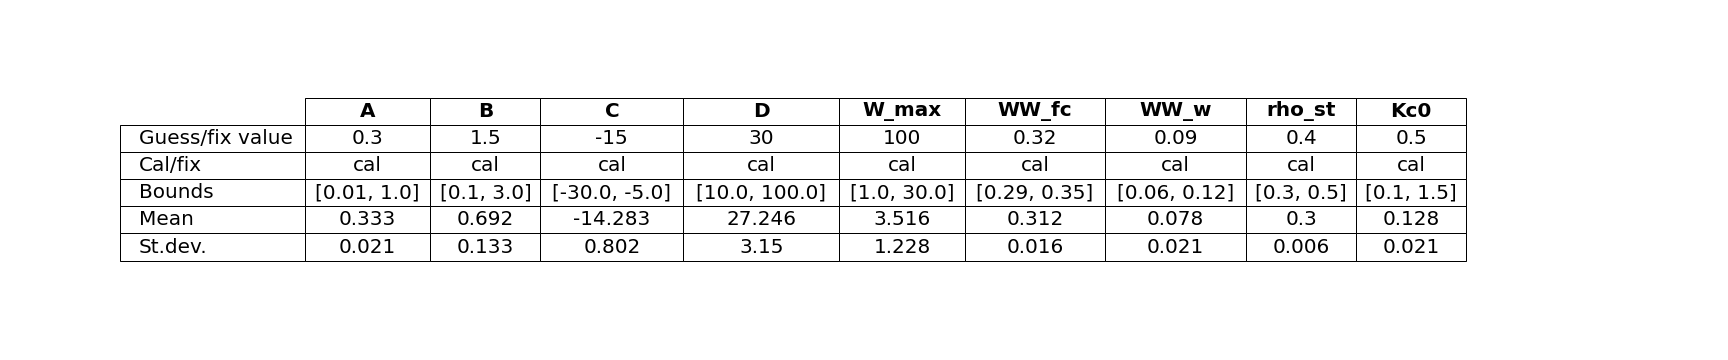 A B C D W_max WW_fc WW_w rho_st Kc0
Guess/fix value 0.3 1.5 -15 30 100 0.32 0.09 0.4 0.5
Cal/fix cal cal cal cal cal cal cal cal cal
Bounds [0.01, 1.0] [0.1, 3.0] [-30.0, -5.0] [10.0, 100.0] [1.0, 30.0] [0.29, 0.35] [0.06, 0.12] [0.3, 0.5] [0.1, 1.5]
Mean 0.333 0.692 -14.283 27.246 3.516 0.312 0.078 0.3 0.128
St.dev. 0.021 0.133 0.802 3.15 1.228 0.016 0.021 0.006 0.021